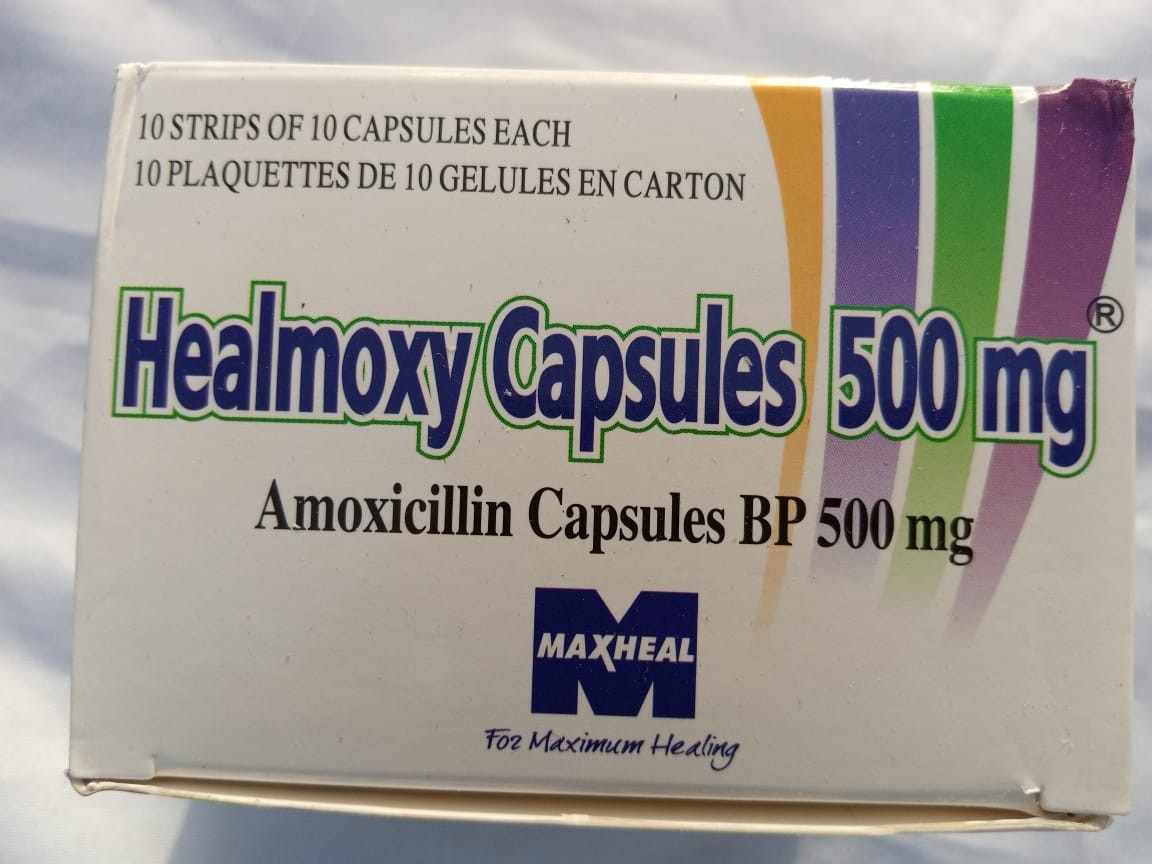 10 STRIPS OF 10 CAPSULES EACH
10 PLAQUETTES DE 10 GELULES EN CARTON
Healmoxy Capsules 500 mg®
Amoxicillin Capsules BP 500 mg
MAXHEAL
For Maximum Healing